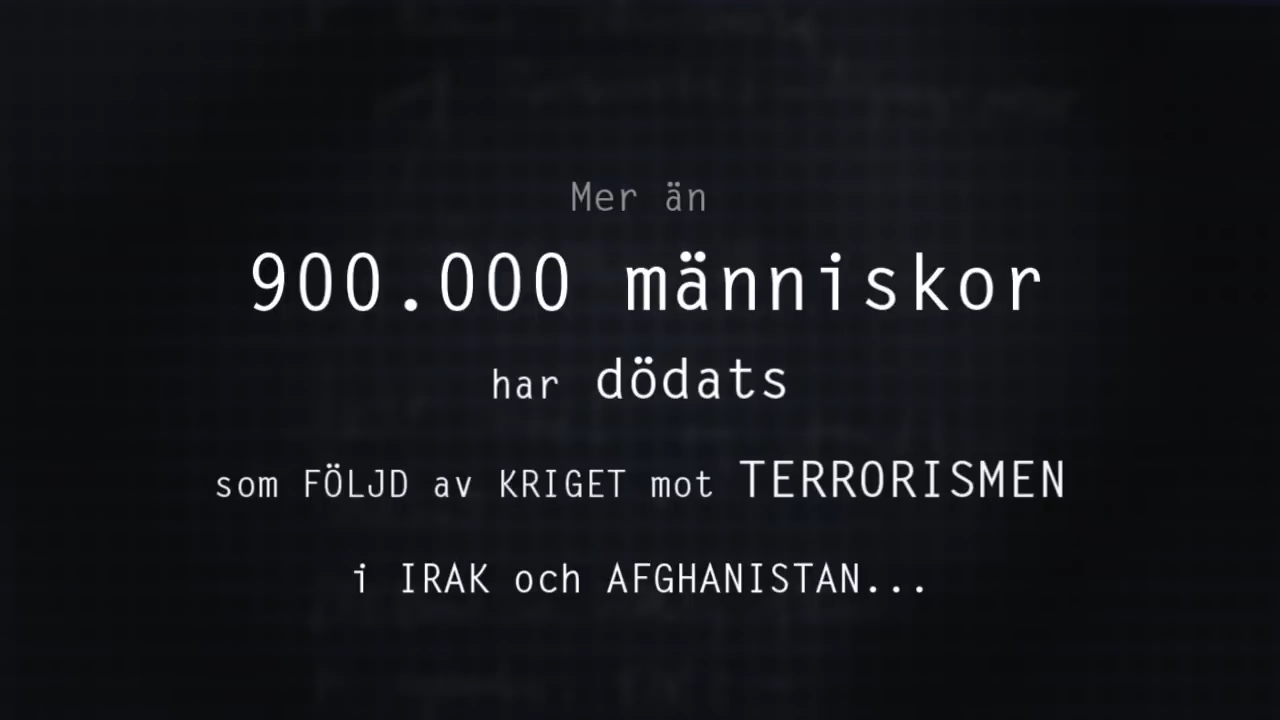 Mer än
900.000 människor
har dödats
som FÖLJD av KRIGET mot TERRORISMEN
i IRAK och AFGHANISTAN...